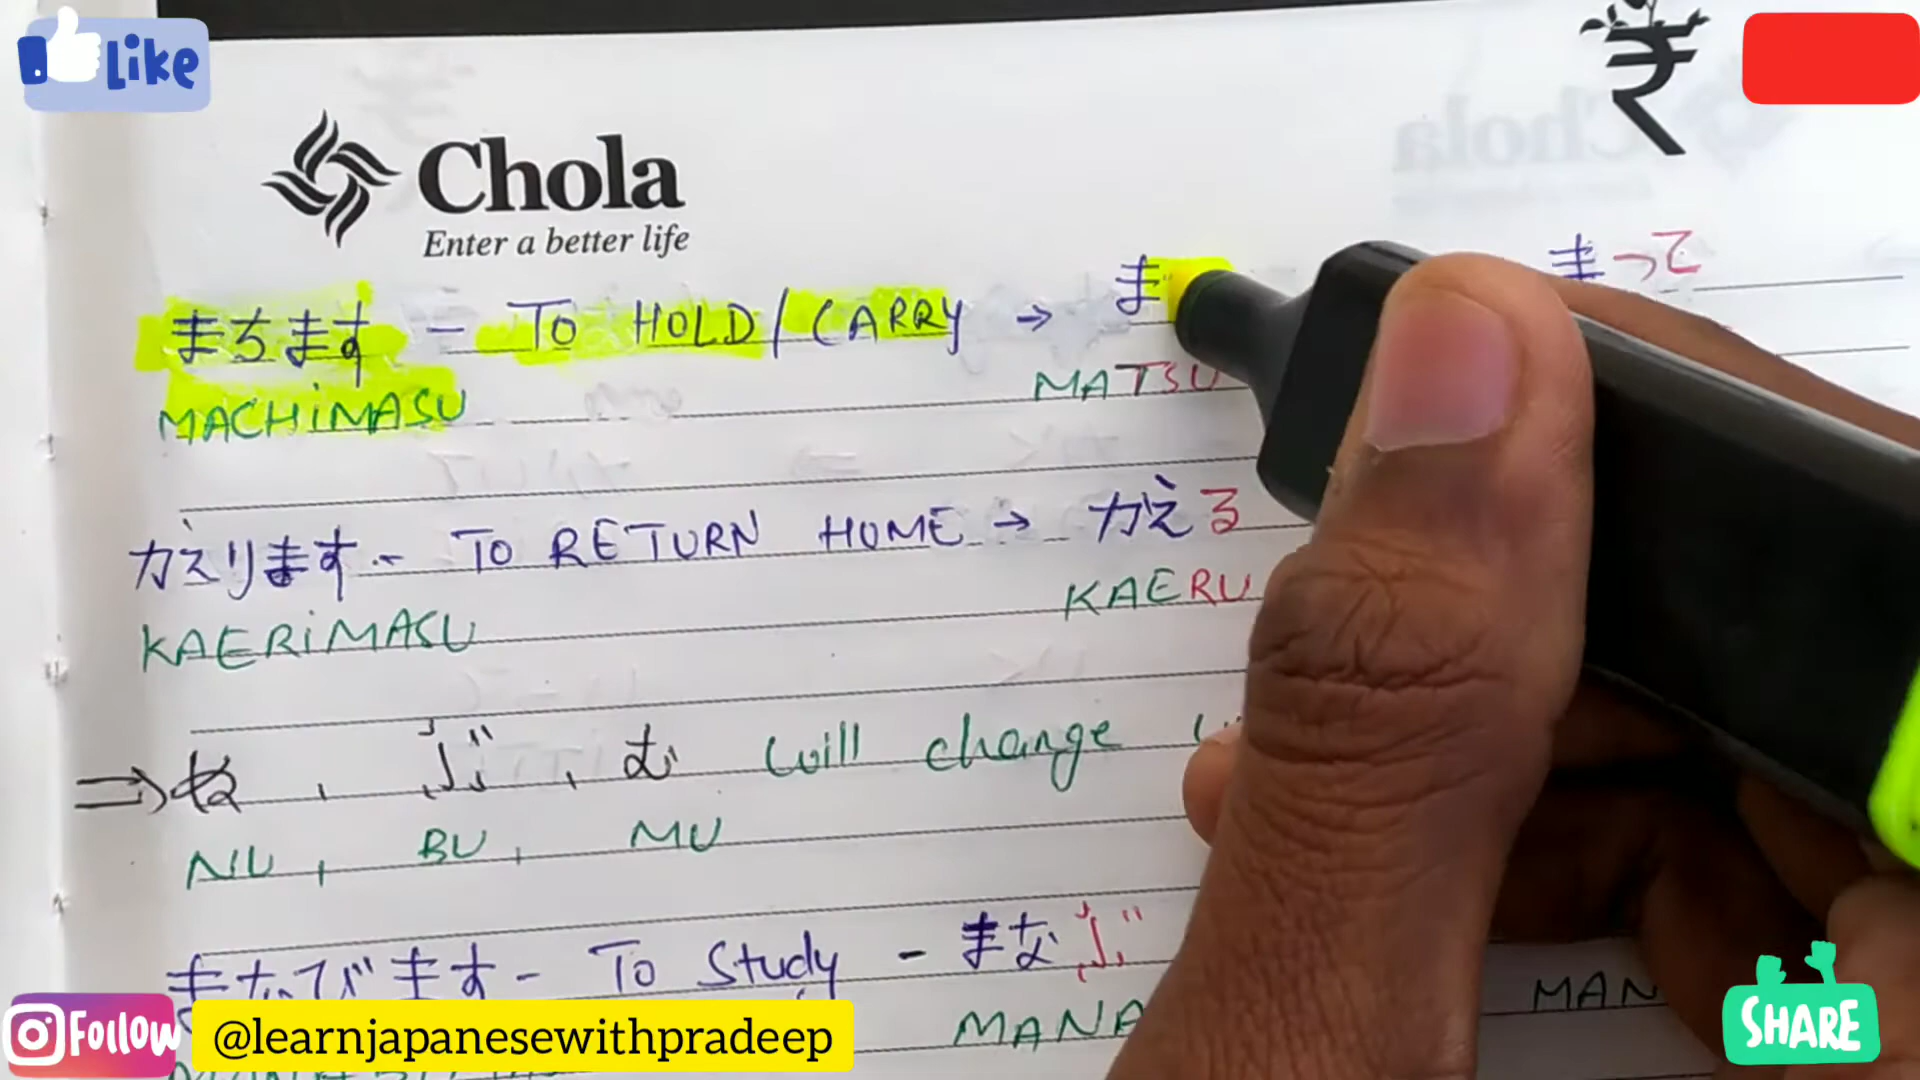 Like
Chola
Enter a better life
まちます - TO HOLD / CARRY → ま
まって
MACHiMASU
MATSU
かえります - TO RETURN HOME → かえる
KAERiMASU
KAERU
⇒ ぬ , ぶ , む will change
NU , BU , MU
まなびます - To Study - まなぶ
MANA
MAN
Follow
@learnjapanesewithpradeep
SHARE